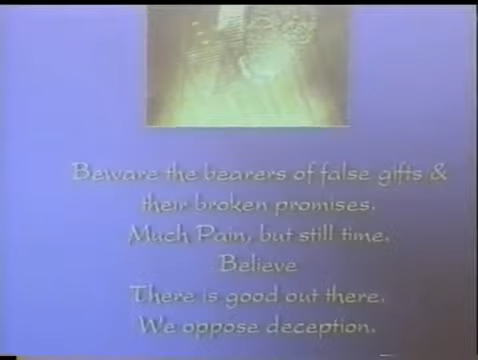 Beware the bearers of false gifts &
their broken promises.
Much Pain, but still time.
Believe
There is good out there.
We oppose deception.